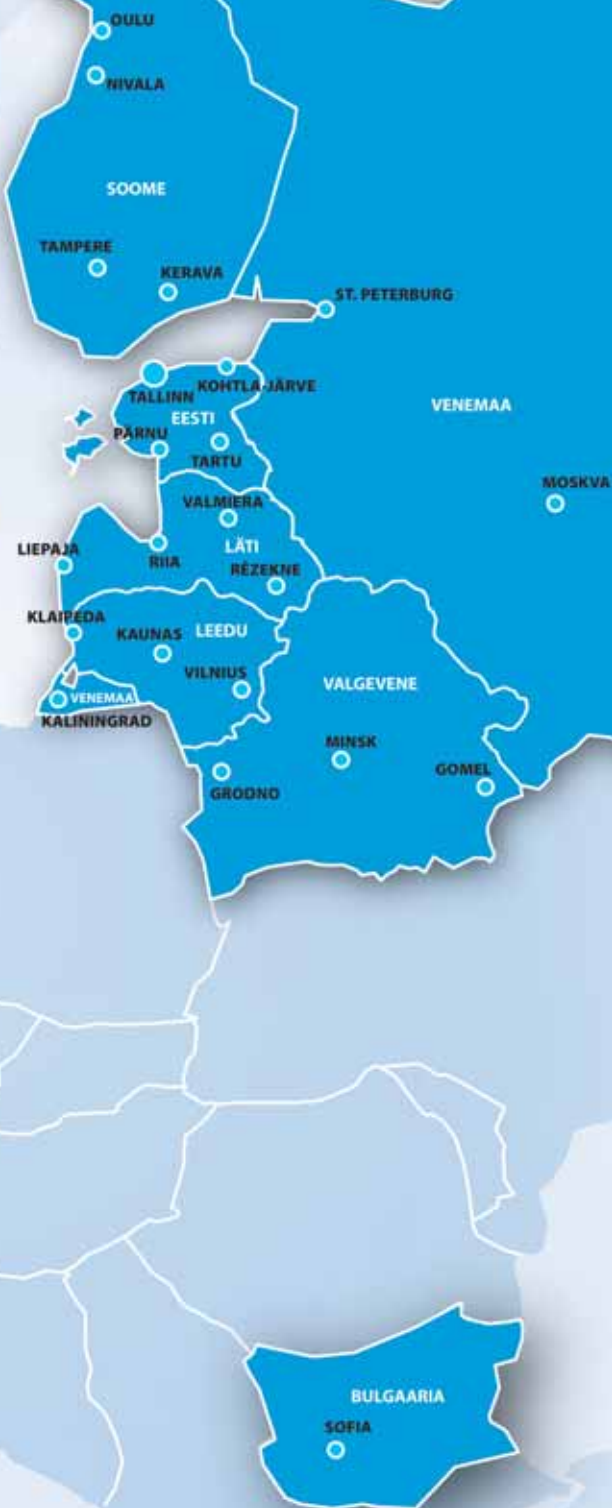 OULU
NIVALA
SOOME
TAMPERE
KERAVA
ST. PETERBURG
TALLINN
KOHTLA-JÄRVE
VENEMAA
EESTI
PÄRNU
TARTU
MOSKVA
VALMIERA
LÄTI
LIEPAJA
RIIA
RĒZEKNE
KLAIPEDA
KAUNAS
LEEDU
VILNIUS
VALGEVENE
VENEMAA
KALININGRAD
MINSK
GOMEL
GRODNO
BULGAARIA
SOFIA